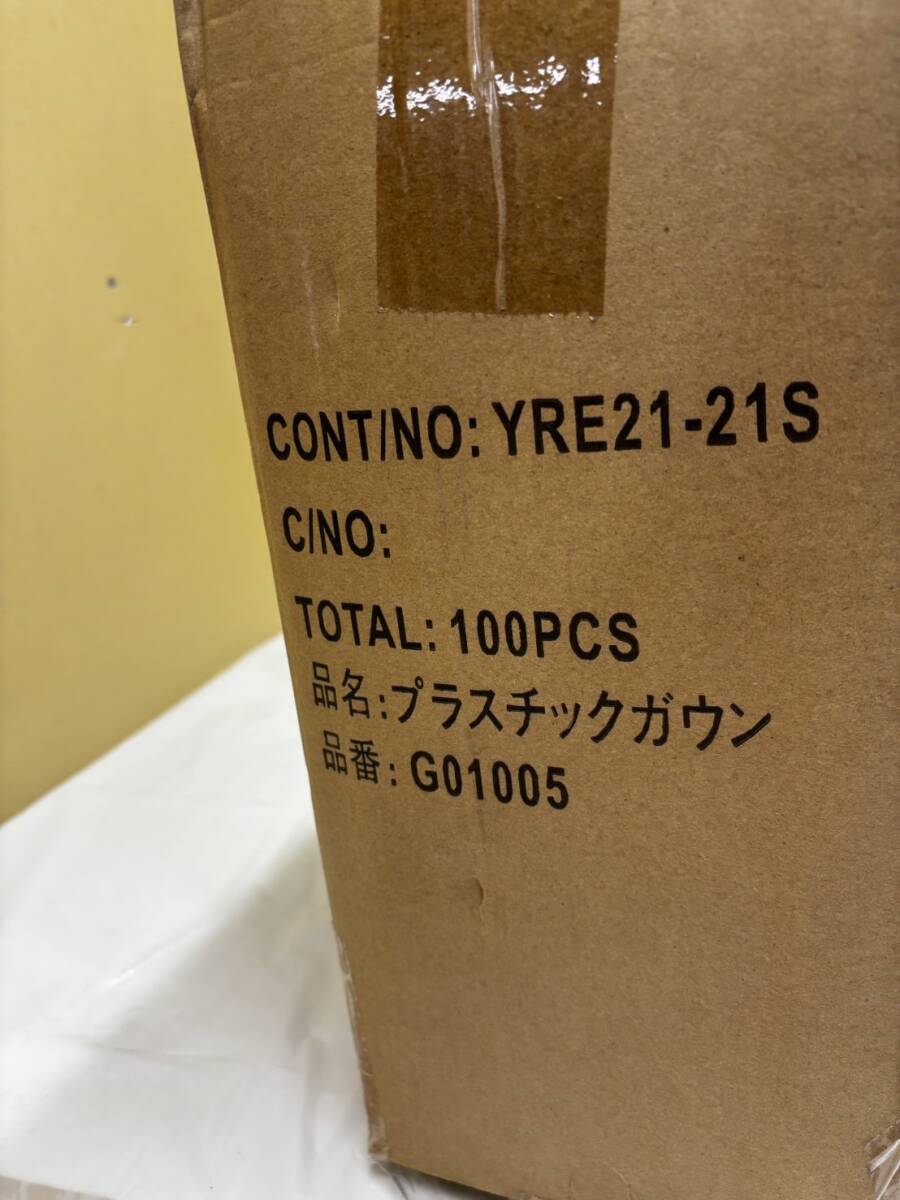 CONT/NO: YRE21-21S
C/NO:
TOTAL: 100PCS
品名:プラスチックガウン
品番: G01005